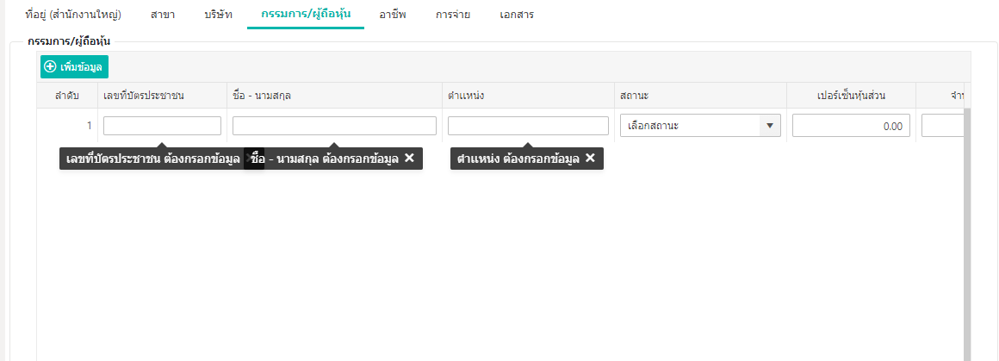 ที่อยู่ (สำนักงานใหญ่) สาขา บริษัท กรรมการ/ผู้ถือหุ้น อาชีพ การจ่าย เอกสาร
กรรมการ/ผู้ถือหุ้น
เพิ่มข้อมูล
ลำดับ เลขที่บัตรประชาชน ชื่อ - นามสกุล ตำแหน่ง สถานะ เปอร์เซ็นหุ้นส่วน
1 เลือกสถานะ 0.00
เลขที่บัตรประชาชน ต้องกรอกข้อมูล ชื่อ - นามสกุล ต้องกรอกข้อมูล ตำแหน่ง ต้องกรอกข้อมูล